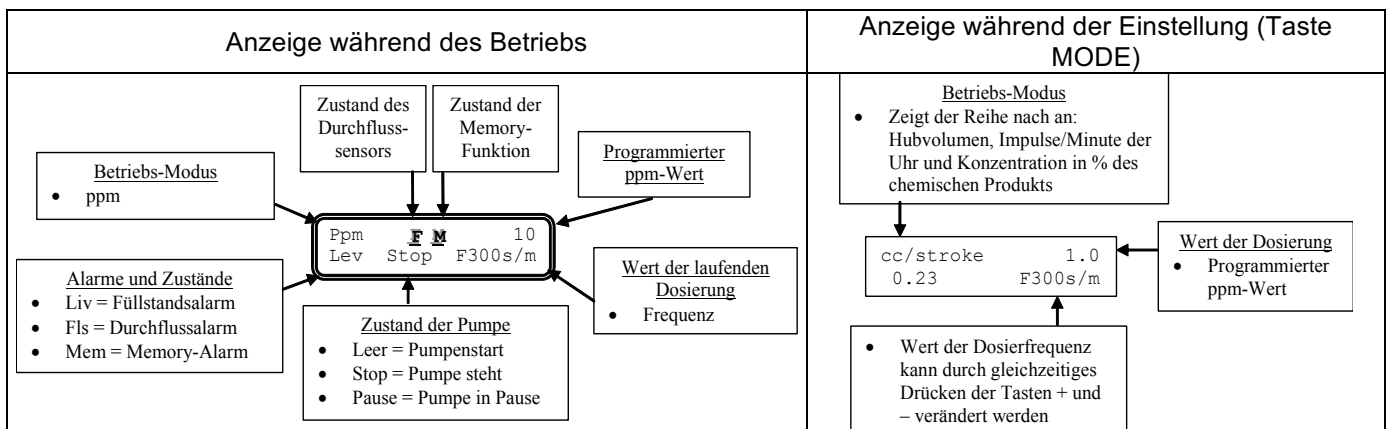 Anzeige während des Betriebs
Anzeige während der Einstellung (Taste
MODE)
Zustand des
Durchfluss-
sensors
Zustand der
Memory-
Funktion
Betriebs-Modus
• ppm
Programmierter
ppm-Wert
Ppm F M 10
Lev Stop F300s/m
Alarme und Zustände
• Liv = Füllstandsalarm
• Fls = Durchflussalarm
• Mem = Memory-Alarm
Zustand der Pumpe
• Leer = Pumpenstart
• Stop = Pumpe steht
• Pause = Pumpe in Pause
Wert der laufenden
Dosierung
• Frequenz
Betriebs-Modus
• Zeigt der Reihe nach an:
Hubvolumen, Impulse/Minute der
Uhr und Konzentration in % des
chemischen Produkts
cc/stroke 1.0
0.23 F300s/m
Wert der Dosierung
• Programmierter
ppm-Wert
• Wert der Dosierfrequenz
kann durch gleichzeitiges
Drücken der Tasten + und
– verändert werden